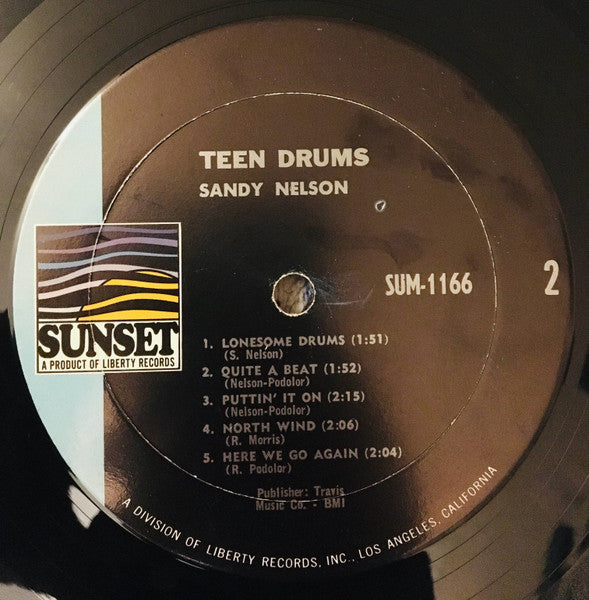 TEEN DRUMS
SANDY NELSON
SUM-1166
2
SUNSET
A PRODUCT OF LIBERTY RECORDS
1. LONESOME DRUMS (1:51)
(S. Nelson)
2. QUITE A BEAT (1:52)
(Nelson-Podolor)
3. PUTTIN' IT ON (2:15)
(Nelson-Podolor)
4. NORTH WIND (2:06)
(R. Morris)
5. HERE WE GO AGAIN (2:04)
(R. Podolor)
Publisher: Travis
Music Co. - BMI
A DIVISION OF LIBERTY RECORDS, INC., LOS ANGELES, CALIFORNIA